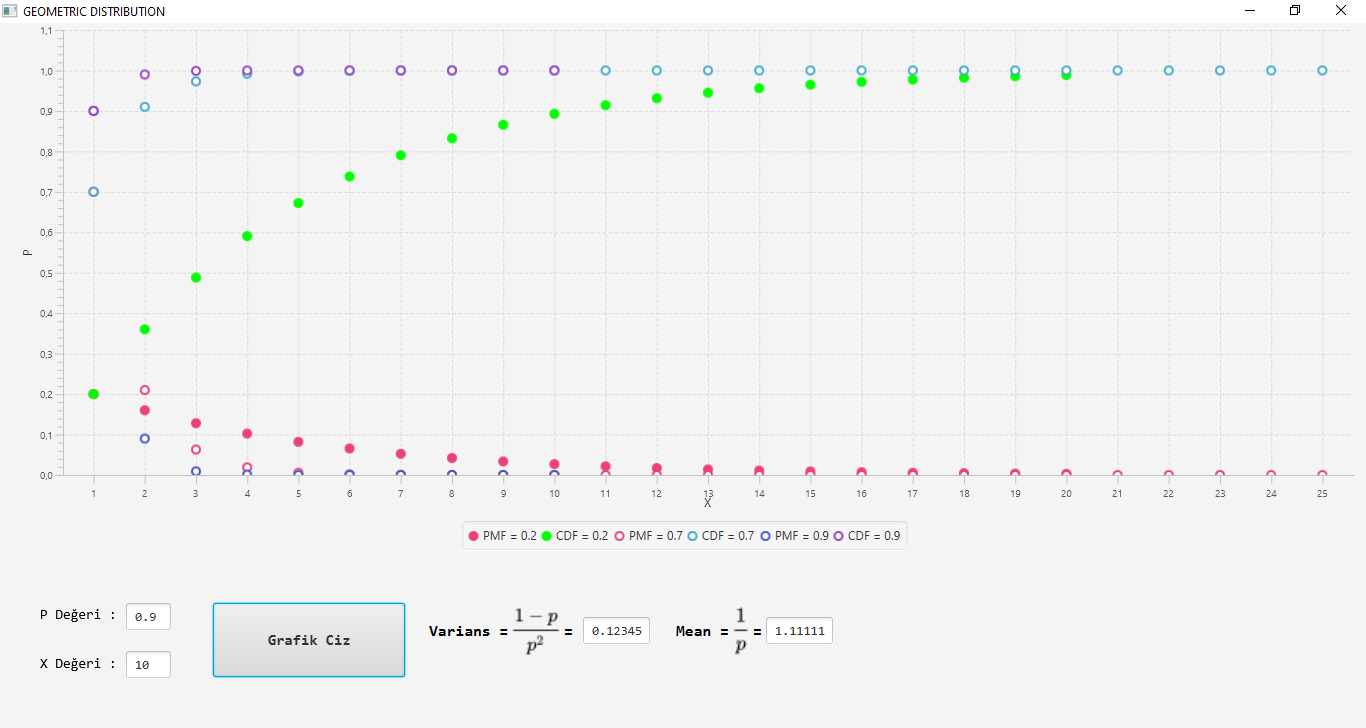 GEOMETRIC DISTRIBUTION
1,1
1,0
0,9
0,8
0,7
0,6
0,5
0,4
0,3
0,2
0,1
0,0
P
1 2 3 4 5 6 7 8 9 10 11 12 13 14 15 16 17 18 19 20 21 22 23 24 25
X
PMF = 0.2 CDF = 0.2 PMF = 0.7 CDF = 0.7 PMF = 0.9 CDF = 0.9
P Değeri : 0.9
X Değeri : 10
Grafik Ciz
Varians = 1 − p / p² = 0.12345
Mean = 1 / p = 1.11111